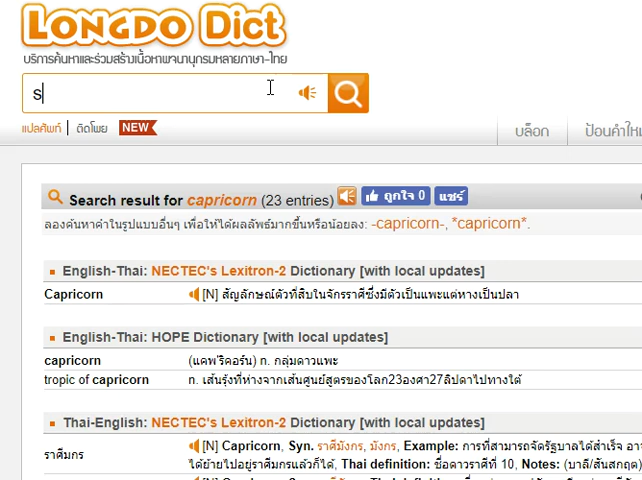 LONGDO Dict
บริการค้นหาและร่วมสร้างเนื้อหาพจนานุกรมหลายภาษา-ไทย
s
แปลศัพท์ | ติดโพย NEW
บล็อก
Search result for capricorn (23 entries) ถูกใจ 0 แชร์
ลองค้นหาคำในรูปแบบอื่นๆ เพื่อให้ได้ผลลัพธ์มากขึ้นหรือน้อยลง: -capricorn-, *capricorn*.
English-Thai: NECTEC's Lexitron-2 Dictionary [with local updates]
Capricorn [N] สัญลักษณ์ตัวที่สิบในจักรราศีซึ่งมีตัวเป็นแพะแต่หางเป็นปลา
English-Thai: HOPE Dictionary [with local updates]
capricorn (แคพ'ริคอร์น) n. กลุ่มดาวแพะ
tropic of capricorn n. เส้นรุ้งที่ห่างจากเส้นศูนย์สูตรของโลก23องศา27ลิปดาไปทางใต้
Thai-English: NECTEC's Lexitron-2 Dictionary [with local updates]
ราศีมกร [N] Capricorn, Syn. ราศีมังกร, มังกร, Example: การที่สามารถจัดรัฐบาลได้สำเร็จ
ได้ย้ายไปอยู่ราศีมกรแล้วก็ได้, Thai definition: ชื่อดาวราศีที่ 10, Notes: (บาลี/สันสกฤต)